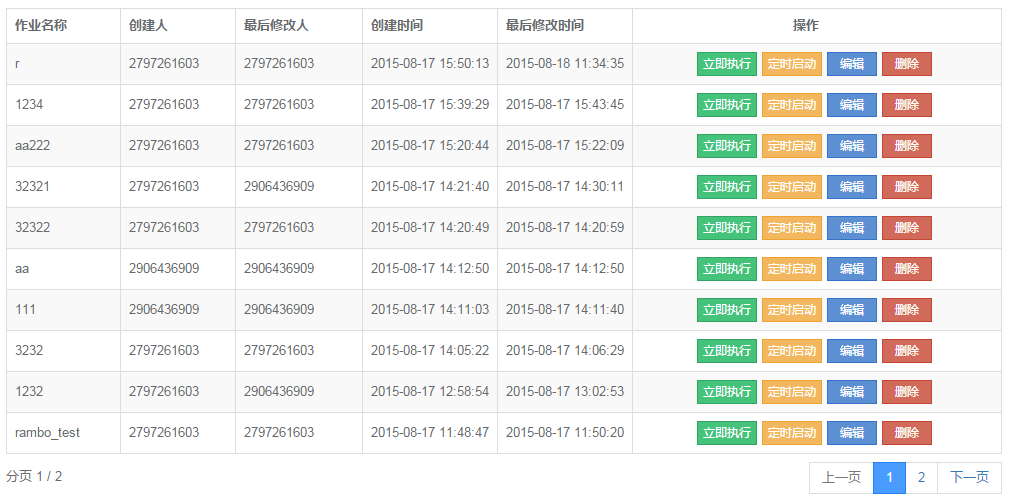 作业名称 创建人 最后修改人 创建时间 最后修改时间 操作
r 2797261603 2797261603 2015-08-17 15:50:13 2015-08-18 11:34:35 立即执行 定时启动 编辑 删除
1234 2797261603 2797261603 2015-08-17 15:39:29 2015-08-17 15:43:45 立即执行 定时启动 编辑 删除
aa222 2797261603 2797261603 2015-08-17 15:20:44 2015-08-17 15:22:09 立即执行 定时启动 编辑 删除
32321 2797261603 2906436909 2015-08-17 14:21:40 2015-08-17 14:30:11 立即执行 定时启动 编辑 删除
32322 2797261603 2797261603 2015-08-17 14:20:49 2015-08-17 14:20:59 立即执行 定时启动 编辑 删除
aa 2906436909 2906436909 2015-08-17 14:12:50 2015-08-17 14:12:50 立即执行 定时启动 编辑 删除
111 2906436909 2906436909 2015-08-17 14:11:03 2015-08-17 14:11:40 立即执行 定时启动 编辑 删除
3232 2797261603 2797261603 2015-08-17 14:05:22 2015-08-17 14:06:29 立即执行 定时启动 编辑 删除
1232 2797261603 2906436909 2015-08-17 12:58:54 2015-08-17 13:02:53 立即执行 定时启动 编辑 删除
rambo_test 2797261603 2797261603 2015-08-17 11:48:47 2015-08-17 11:50:20 立即执行 定时启动 编辑 删除
分页 1 / 2 上一页 1 2 下一页